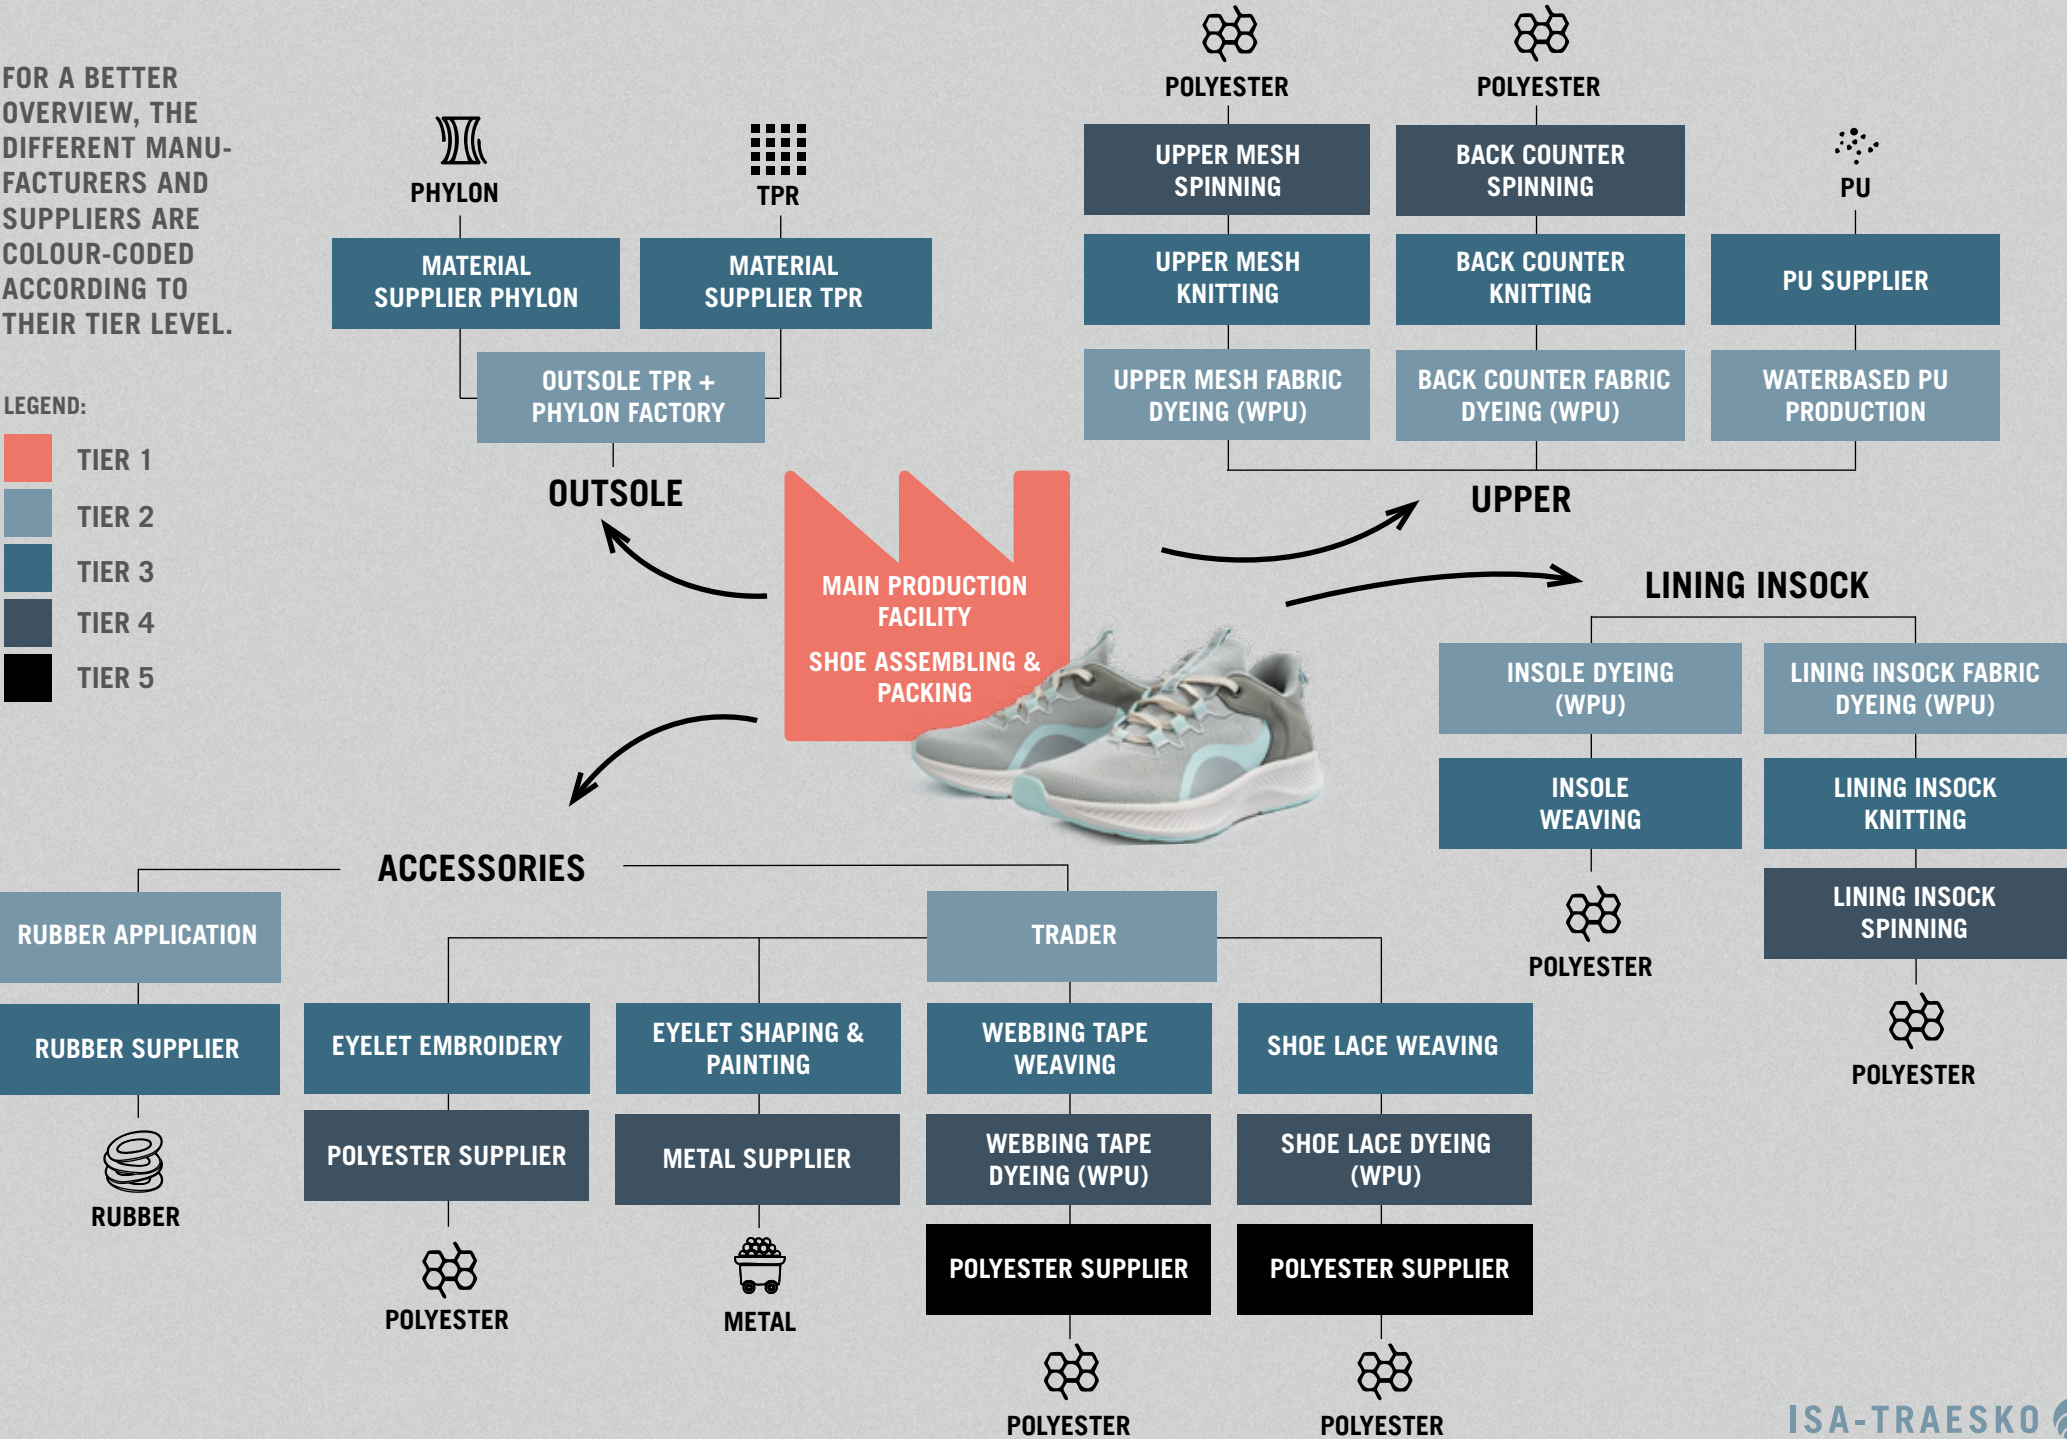 FOR A BETTER
OVERVIEW, THE
DIFFERENT MANU-
FACTURERS AND
SUPPLIERS ARE
COLOUR-CODED
ACCORDING TO
THEIR TIER LEVEL.
LEGEND:
TIER 1
TIER 2
TIER 3
TIER 4
TIER 5
PHYLON
TPR
MATERIAL
SUPPLIER PHYLON
MATERIAL
SUPPLIER TPR
OUTSOLE TPR +
PHYLON FACTORY
OUTSOLE
POLYESTER
POLYESTER
PU
UPPER MESH
SPINNING
BACK COUNTER
SPINNING
UPPER MESH
KNITTING
BACK COUNTER
KNITTING
PU SUPPLIER
UPPER MESH FABRIC
DYEING (WPU)
BACK COUNTER FABRIC
DYEING (WPU)
WATERBASED PU
PRODUCTION
UPPER
MAIN PRODUCTION
FACILITY
SHOE ASSEMBLING &
PACKING
LINING INSOCK
INSOLE DYEING
(WPU)
LINING INSOCK FABRIC
DYEING (WPU)
INSOLE
WEAVING
LINING INSOCK
KNITTING
LINING INSOCK
SPINNING
POLYESTER
POLYESTER
ACCESSORIES
RUBBER APPLICATION
TRADER
RUBBER SUPPLIER
EYELET EMBROIDERY
EYELET SHAPING &
PAINTING
WEBBING TAPE
WEAVING
SHOE LACE WEAVING
POLYESTER SUPPLIER
METAL SUPPLIER
WEBBING TAPE
DYEING (WPU)
SHOE LACE DYEING
(WPU)
RUBBER
POLYESTER SUPPLIER
POLYESTER SUPPLIER
POLYESTER
METAL
POLYESTER
POLYESTER
ISA-TRAESKO